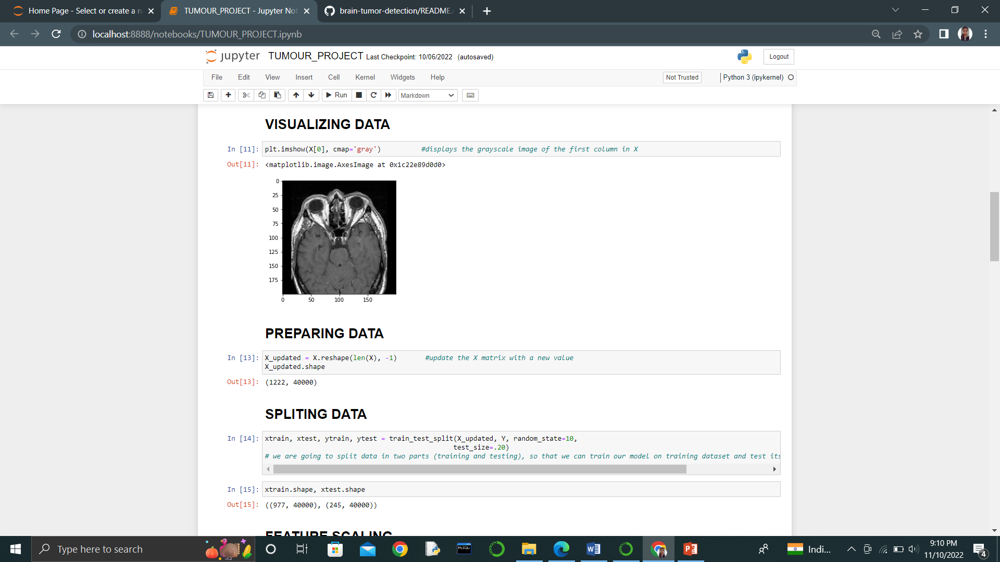 Home Page - Select or create a n
TUMOUR_PROJECT - Jupyter Not
brain-tumor-detection/README.
localhost:8888/notebooks/TUMOUR_PROJECT.ipynb
jupyter TUMOUR_PROJECT Last Checkpoint: 10/06/2022 (autosaved)
Logout
File Edit View Insert Cell Kernel Widgets Help
Not Trusted
Python 3 (ipykernel)
Run
Markdown
VISUALIZING DATA
In [11]: plt.imshow(X[0], cmap='gray') #displays the grayscale image of the first column in X
Out[11]: <matplotlib.image.AxesImage at 0x1c22e89d0d0>
0
25
50
75
100
125
150
175
0 50 100 150
PREPARING DATA
In [13]: X_updated = X.reshape(len(X), -1) #update the X matrix with a new value
X_updated.shape
Out[13]: (1222, 40000)
SPLITING DATA
In [14]: xtrain, xtest, ytrain, ytest = train_test_split(X_updated, Y, random_state=10,
test_size=.20)
# we are going to split data in two parts (training and testing), so that we can train our model on training dataset and test its
In [15]: xtrain.shape, xtest.shape
Out[15]: ((977, 40000), (245, 40000))
FEATURE SCALING
Type here to search
MySQL
Indi...
9:10 PM
11/10/2022
4